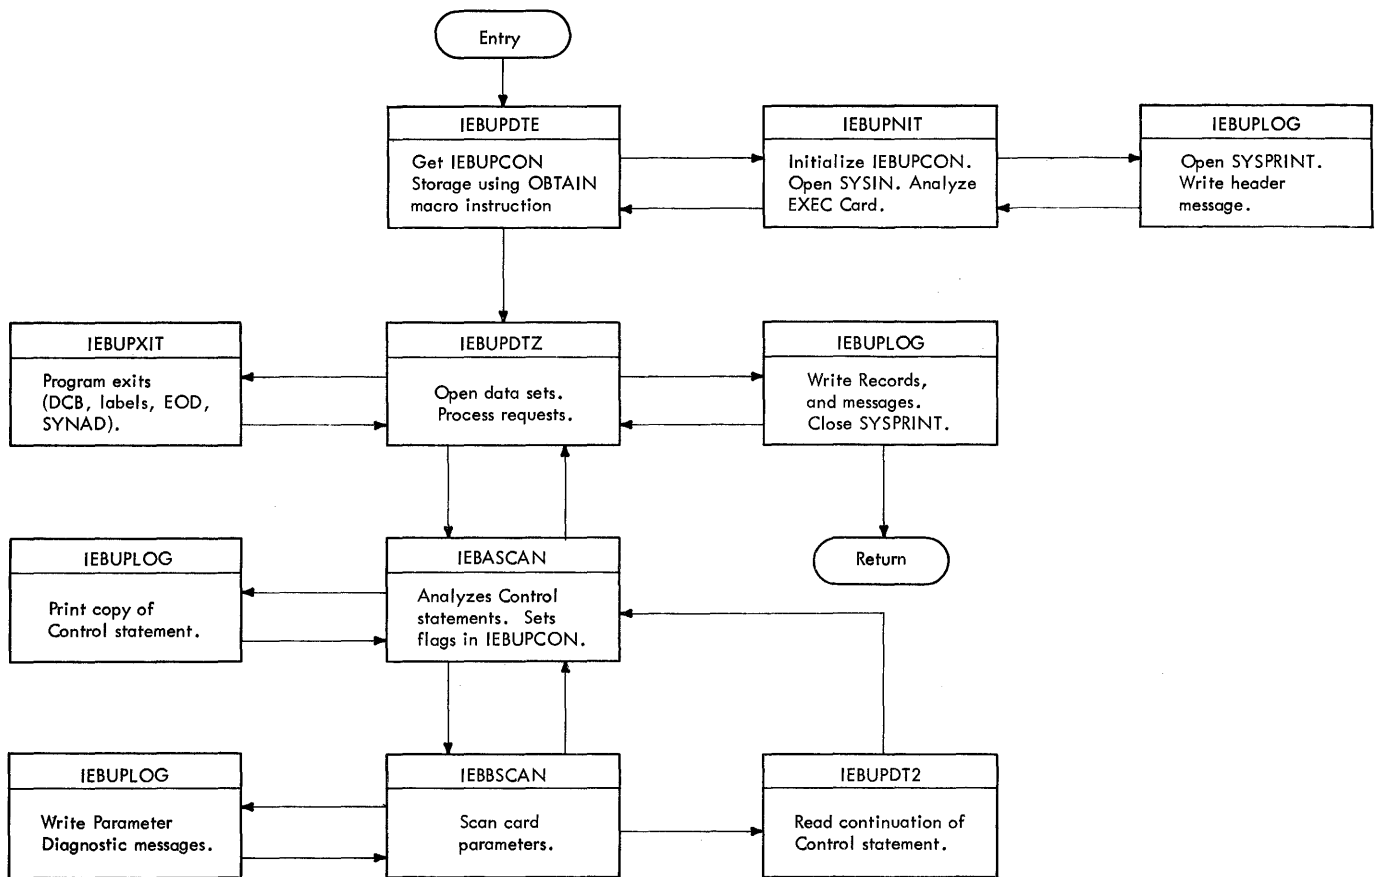 Entry
IEBUPDTE
Get IEBUPCON
Storage using OBTAIN
macro instruction
IEBUPNIT
Initialize IEBUPCON.
Open SYSIN. Analyze
EXEC Card.
IEBUPLOG
Open SYSPRINT.
Write header
message.
IEBUPXIT
Program exits
(DCB, labels, EOD,
SYNAD).
IEBUPDTZ
Open data sets.
Process requests.
IEBUPLOG
Write Records,
and messages.
Close SYSPRINT.
IEBUPLOG
Print copy of
Control statement.
IEBASCAN
Analyzes Control
statements. Sets
flags in IEBUPCON.
Return
IEBUPLOG
Write Parameter
Diagnostic messages.
IEBBSCAN
Scan card
parameters.
IEBUPDT2
Read continuation of
Control statement.